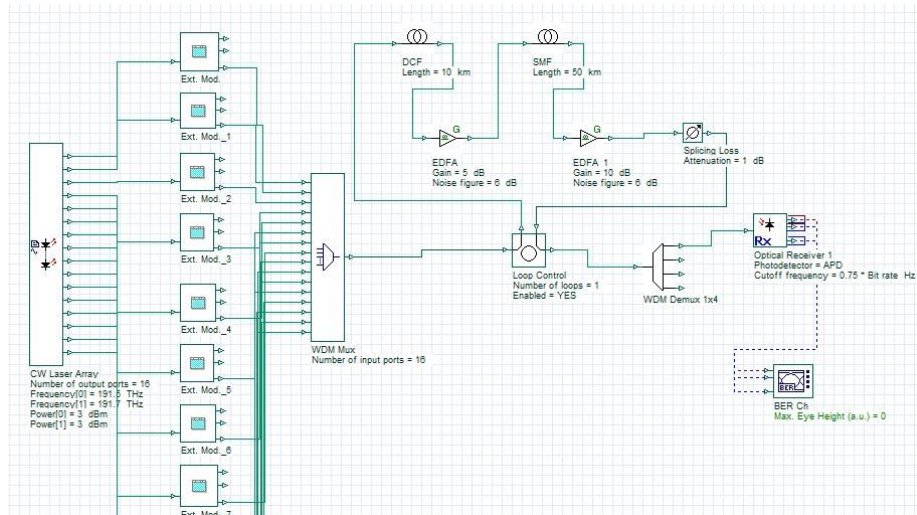 DCF
Length = 10 km
SMF
Length = 50 km
Ext. Mod.
G
G
EDFA
Gain = 5 dB
Noise figure = 6 dB
EDFA 1
Gain = 10 dB
Noise figure = 6 dB
Splicing Loss
Attenuation = 1 dB
Ext. Mod._1
Ext. Mod._2
Ext. Mod._3
Rx
Optical Receiver 1
Photodetector = APD
Cutoff frequency = 0.75 * Bit rate Hz
Loop Control
Number of loops = 1
Enabled = YES
WDM Demux 1x4
Ext. Mod._4
WDM Mux
Number of input ports = 16
CW Laser Array
Number of output ports = 16
Frequency[0] = 191.5 THz
Frequency[1] = 191.7 THz
Power[0] = 3 dBm
Power[1] = 3 dBm
Ext. Mod._5
BER
BER Ch
Max. Eye Height (a.u.) = 0
Ext. Mod._6
Ext. Mod._7